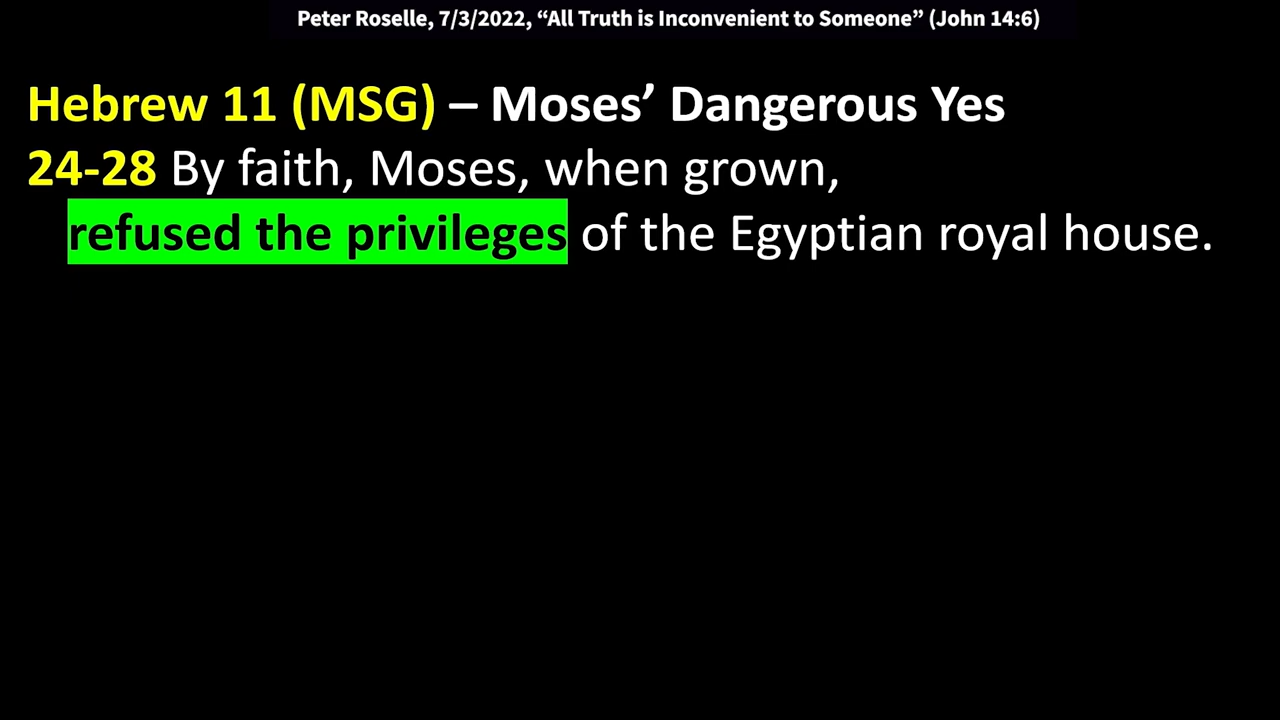 Peter Roselle, 7/3/2022, “All Truth is Inconvenient to Someone” (John 14:6)
Hebrew 11 (MSG) – Moses’ Dangerous Yes
24-28 By faith, Moses, when grown,
refused the privileges of the Egyptian royal house.